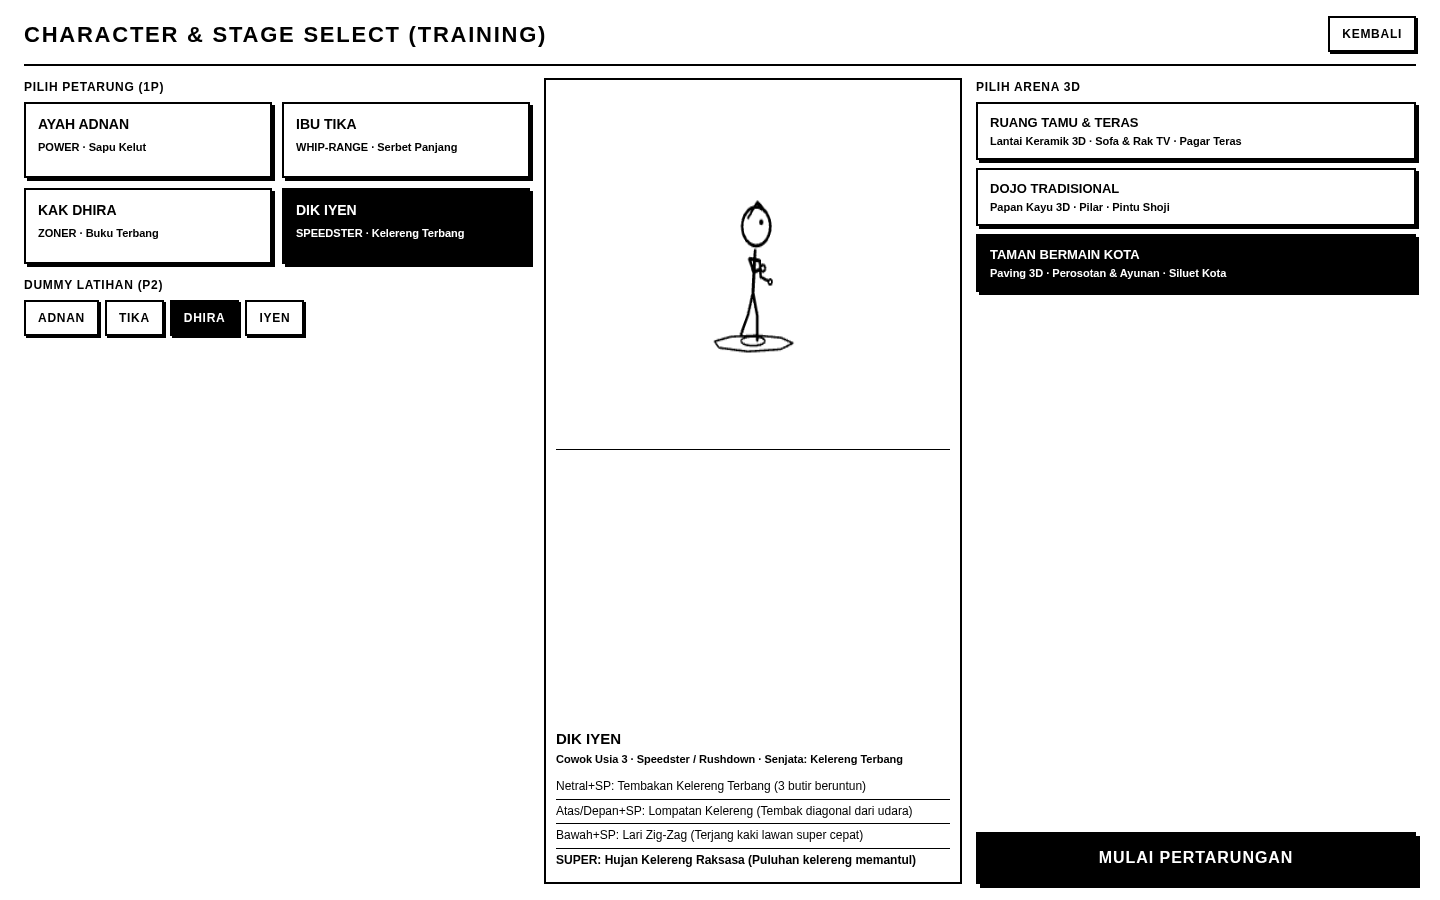 CHARACTER & STAGE SELECT (TRAINING)
KEMBALI
PILIH PETARUNG (1P)
AYAH ADNAN
POWER · Sapu Kelut
IBU TIKA
WHIP-RANGE · Serbet Panjang
KAK DHIRA
ZONER · Buku Terbang
DIK IYEN
SPEEDSTER · Kelereng Terbang
DUMMY LATIHAN (P2)
ADNAN
TIKA
DHIRA
IYEN
DIK IYEN
Cowok Usia 3 · Speedster / Rushdown · Senjata: Kelereng Terbang
Netral+SP: Tembakan Kelereng Terbang (3 butir beruntun)
Atas/Depan+SP: Lompatan Kelereng (Tembak diagonal dari udara)
Bawah+SP: Lari Zig-Zag (Terjang kaki lawan super cepat)
SUPER: Hujan Kelereng Raksasa (Puluhan kelereng memantul)
PILIH ARENA 3D
RUANG TAMU & TERAS
Lantai Keramik 3D · Sofa & Rak TV · Pagar Teras
DOJO TRADISIONAL
Papan Kayu 3D · Pilar · Pintu Shoji
TAMAN BERMAIN KOTA
Paving 3D · Perosotan & Ayunan · Siluet Kota
MULAI PERTARUNGAN